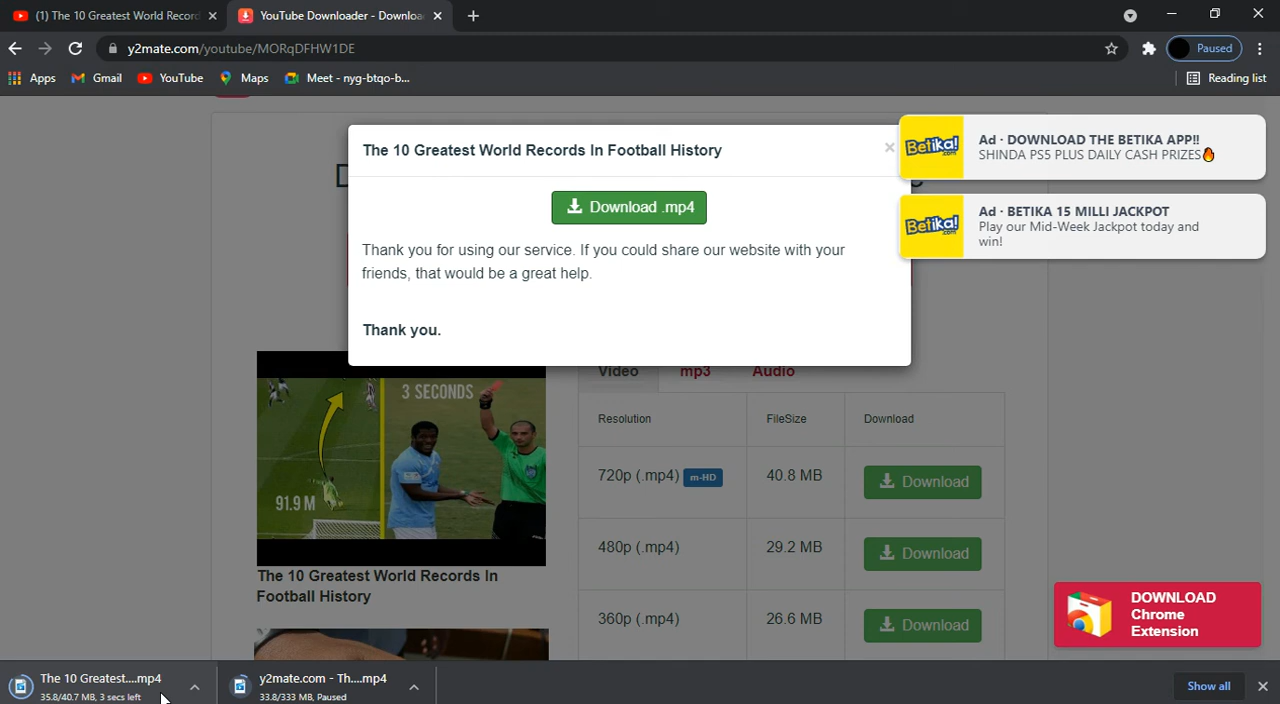 (1) The 10 Greatest World Record
YouTube Downloader - Downloa
y2mate.com/youtube/MORqDFHW1DE
Paused
Apps
Gmail
YouTube
Maps
Meet - nyg-btqo-b...
Reading list
The 10 Greatest World Records In Football History
×
Download .mp4
Thank you for using our service. If you could share our website with your
friends, that would be a great help.
Thank you.
Betika!
.com
Ad · DOWNLOAD THE BETIKA APP!!
SHINDA PS5 PLUS DAILY CASH PRIZES🔥
Betika!
.com
Ad · BETIKA 15 MILLI JACKPOT
Play our Mid-Week Jackpot today and
win!
3 SECONDS
91.9 M
The 10 Greatest World Records In
Football History
Video
mp3
Audio
Resolution
FileSize
Download
720p (.mp4) m-HD
40.8 MB
Download
480p (.mp4)
29.2 MB
Download
360p (.mp4)
26.6 MB
Download
DOWNLOAD
Chrome
Extension
The 10 Greatest....mp4
35.8/40.7 MB, 3 secs left
y2mate.com - Th....mp4
33.8/333 MB, Paused
Show all